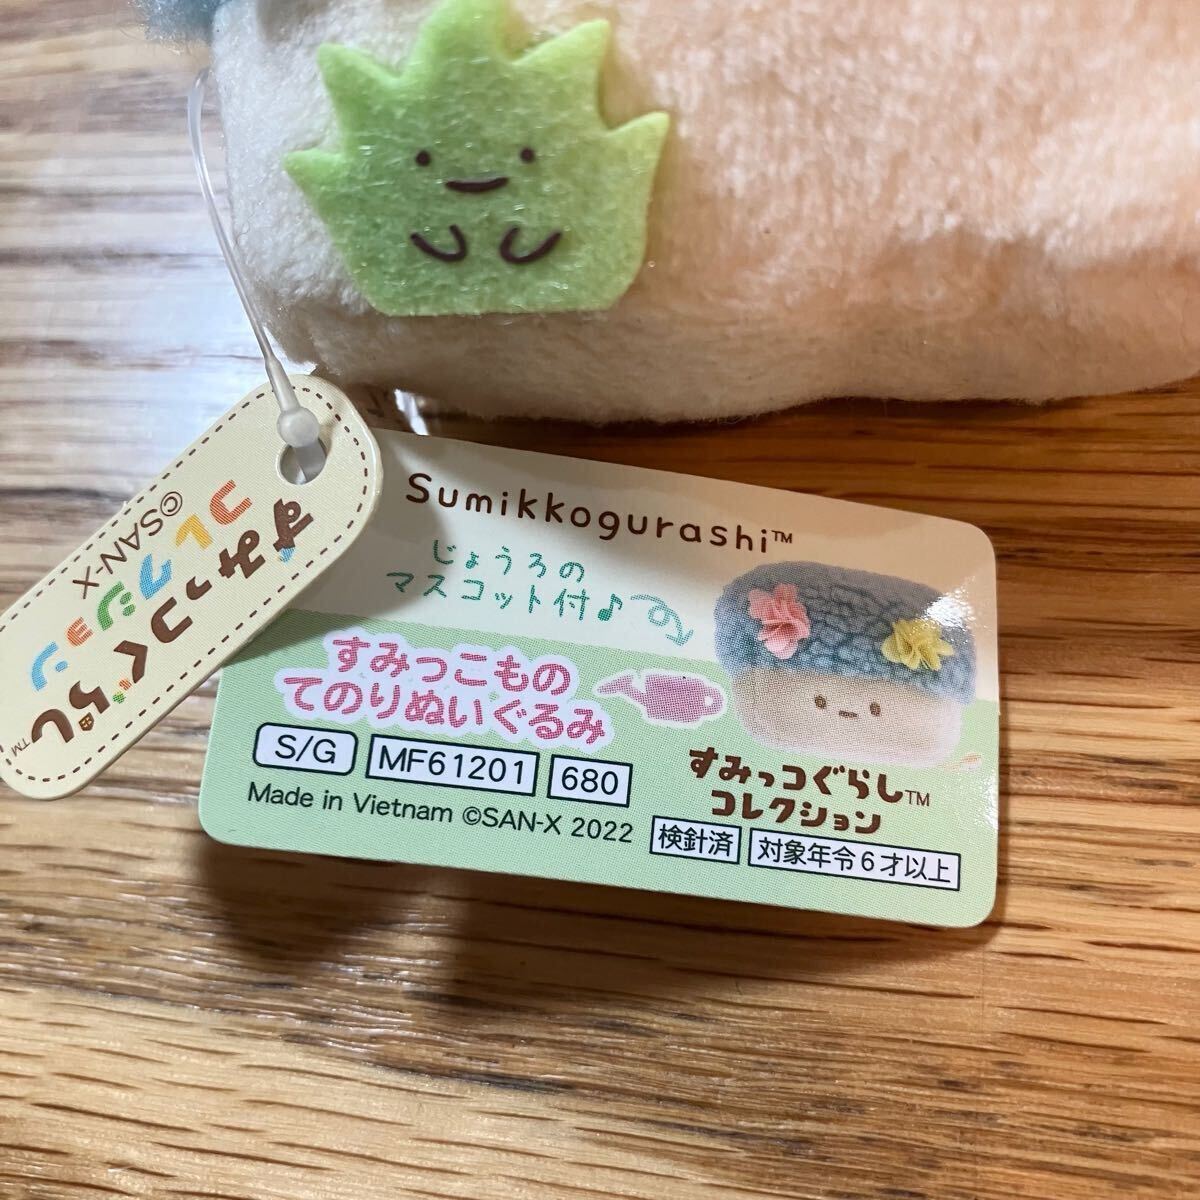 すみっコぐらし™
コレクション
©SAN-X
Sumikkogurashi™
じょうろの
マスコット付♪
すみっこもの
てのりぬいぐるみ
S/G MF61201 680
Made in Vietnam ©SAN-X 2022
すみっコぐらし™
コレクション
検針済 対象年令6才以上